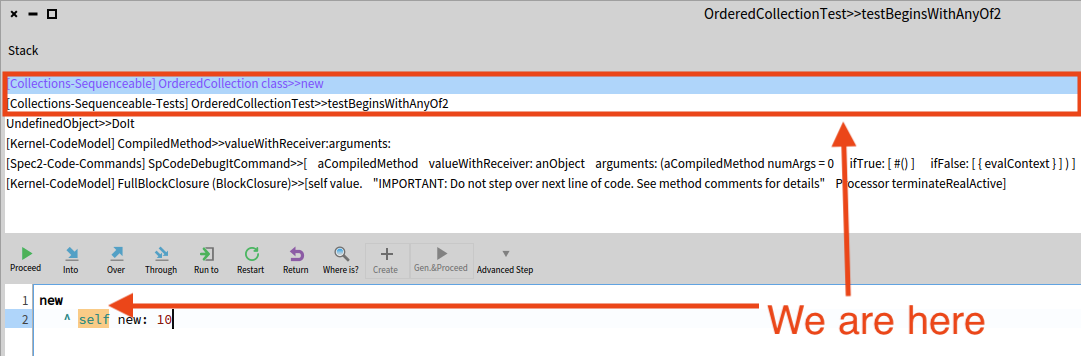 OrderedCollectionTest>>testBeginsWithAnyOf2
Stack
[Collections-Sequenceable] OrderedCollection class>>new
[Collections-Sequenceable-Tests] OrderedCollectionTest>>testBeginsWithAnyOf2
UndefinedObject>>DoIt
[Kernel-CodeModel] CompiledMethod>>valueWithReceiver:arguments:
[Spec2-Code-Commands] SpCodeDebugItCommand>>[ aCompiledMethod valueWithReceiver: anObject arguments: (aCompiledMethod numArgs = 0 ifTrue: [ #() ] ifFalse: [ { evalContext } ] ) ]
[Kernel-CodeModel] FullBlockClosure (BlockClosure)>>[self value. "IMPORTANT: Do not step over next line of code. See method comments for details" Processor terminateRealActive]
Proceed Into Over Through Run to Restart Return Where is? Create Gen.&Proceed Advanced Step
1 new
2 ^ self new: 10
We are here